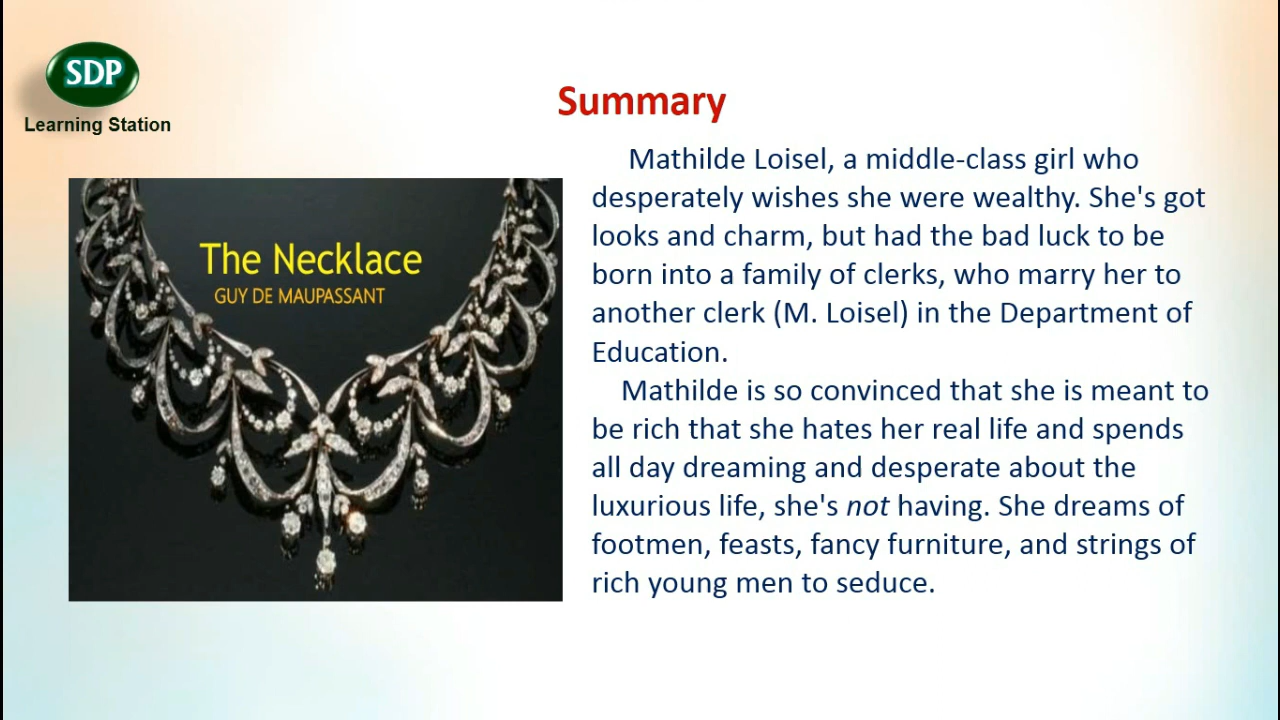 SDP
Learning Station
Summary
The Necklace
GUY DE MAUPASSANT
Mathilde Loisel, a middle-class girl who
desperately wishes she were wealthy. She's got
looks and charm, but had the bad luck to be
born into a family of clerks, who marry her to
another clerk (M. Loisel) in the Department of
Education.
Mathilde is so convinced that she is meant to
be rich that she hates her real life and spends
all day dreaming and desperate about the
luxurious life, she's not having. She dreams of
footmen, feasts, fancy furniture, and strings of
rich young men to seduce.